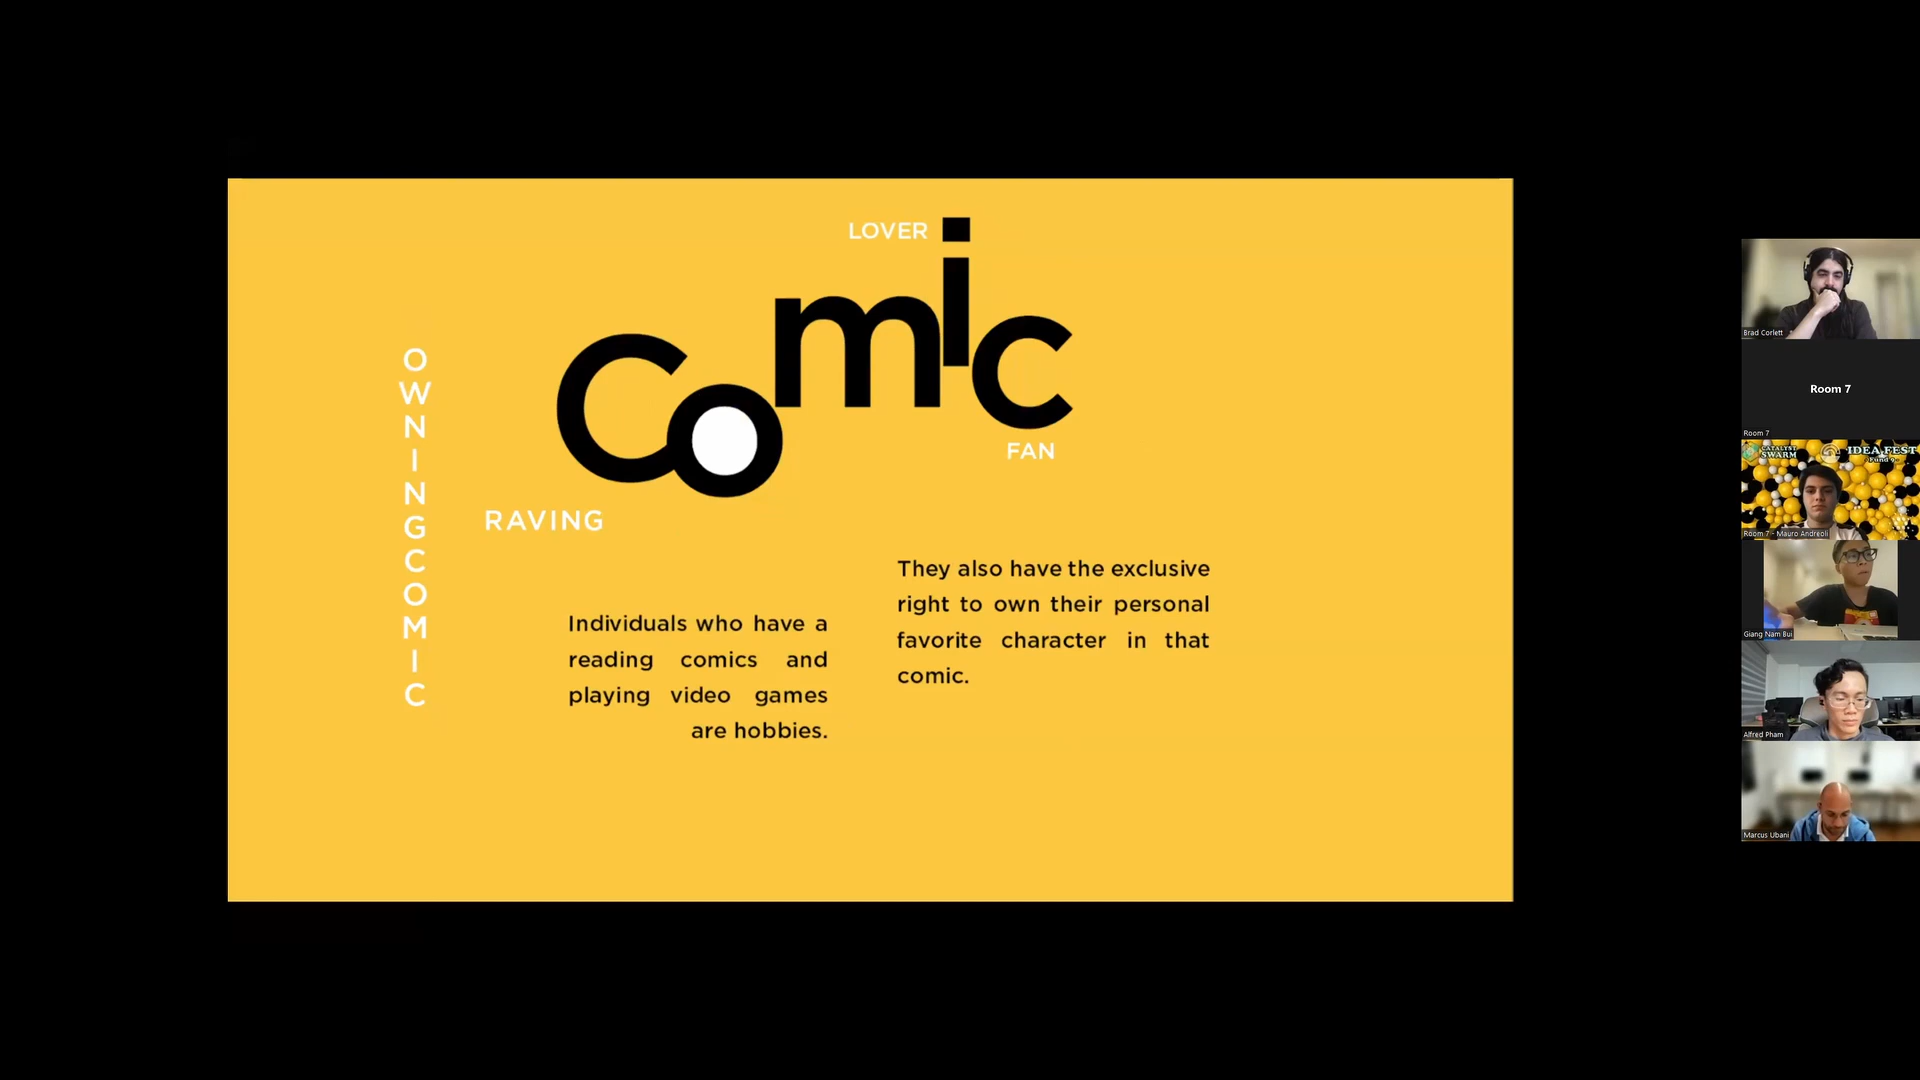 LOVER
Comic
FAN
RAVING
OWNINGCOMIC
Individuals who have a
reading comics and
playing video games
are hobbies.
They also have the exclusive
right to own their personal
favorite character in that
comic.
Brad Corlett
Room 7
Room 7
CATALYST
SWARM
IDEA FEST
Room 7 - Mauro Andreoli
Giang Nam Bui
Alfred Pham
Marcus Ubani